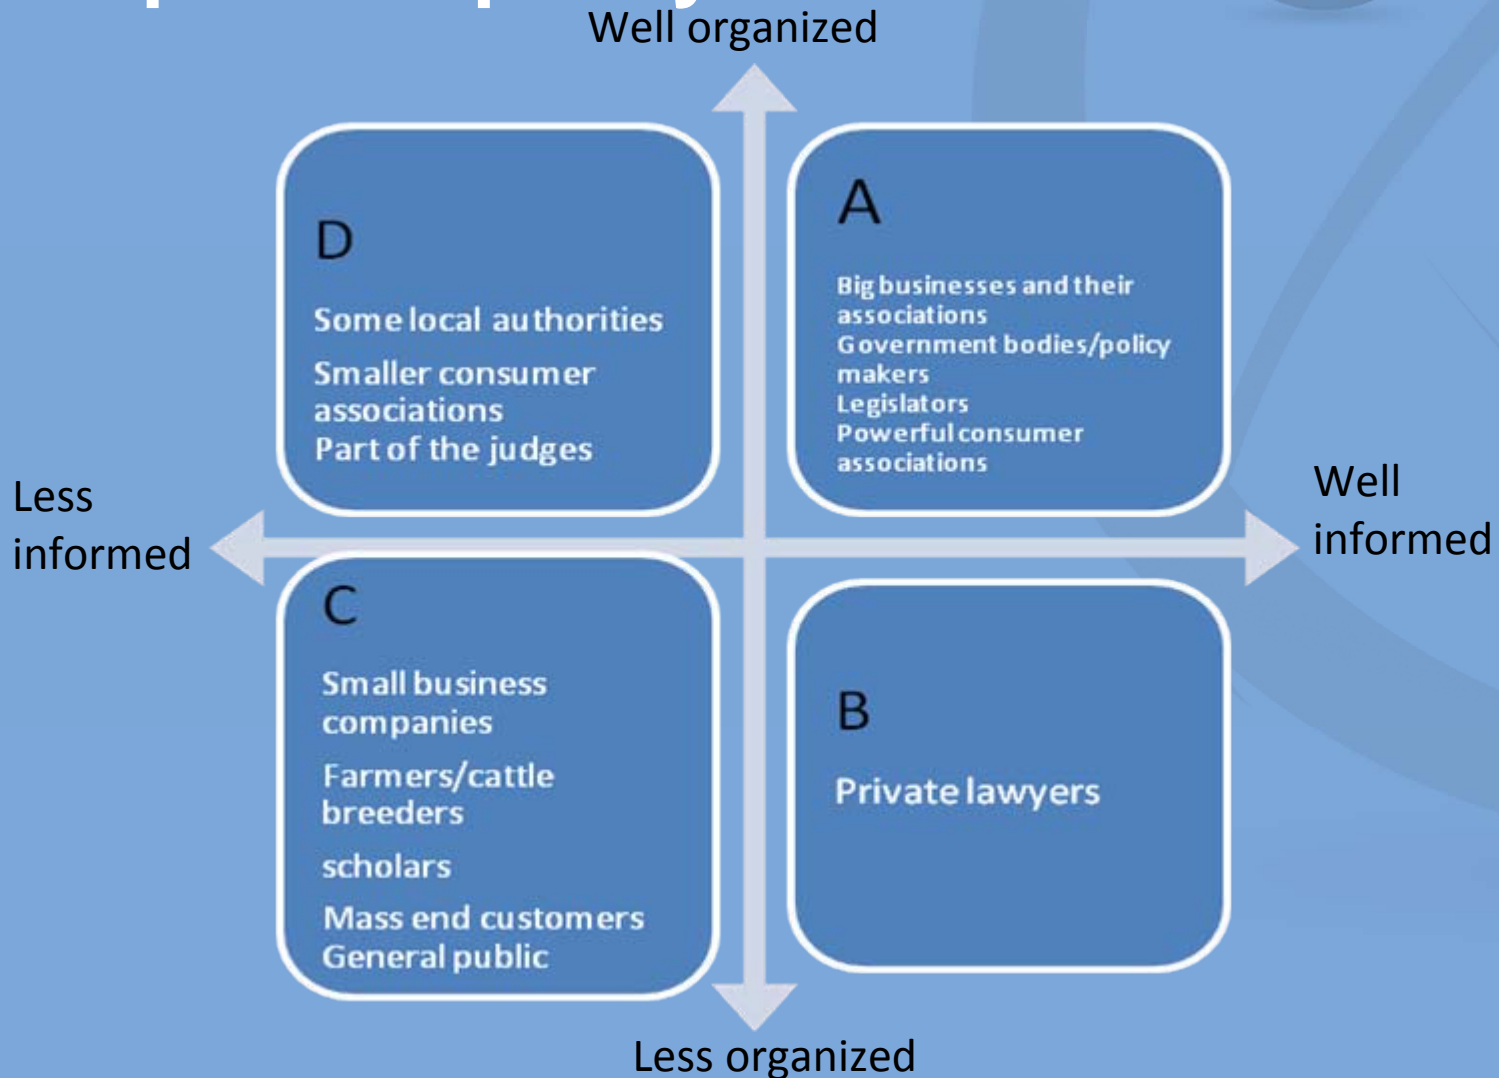 Well organized
D
Some local authorities
Smaller consumer
associations
Part of the judges
A
Big businesses and their
associations
Government bodies/policy
makers
Legislators
Powerful consumer
associations
Less
informed
Well
informed
C
Small business
companies
Farmers/cattle
breeders
scholars
Mass end customers
General public
B
Private lawyers
Less organized